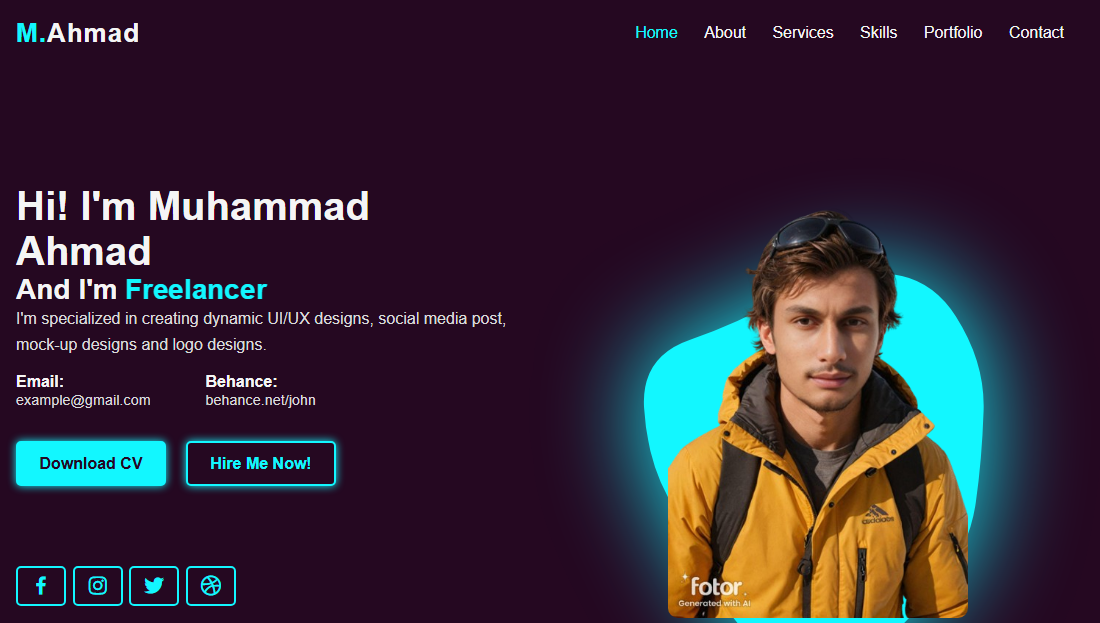 M.Ahmad
Home About Services Skills Portfolio Contact
Hi! I'm Muhammad
Ahmad
And I'm Freelancer
I'm specialized in creating dynamic UI/UX designs, social media post,
mock-up designs and logo designs.
Email: Behance:
example@gmail.com behance.net/john
Download CV Hire Me Now!
fotor
Generated with AI